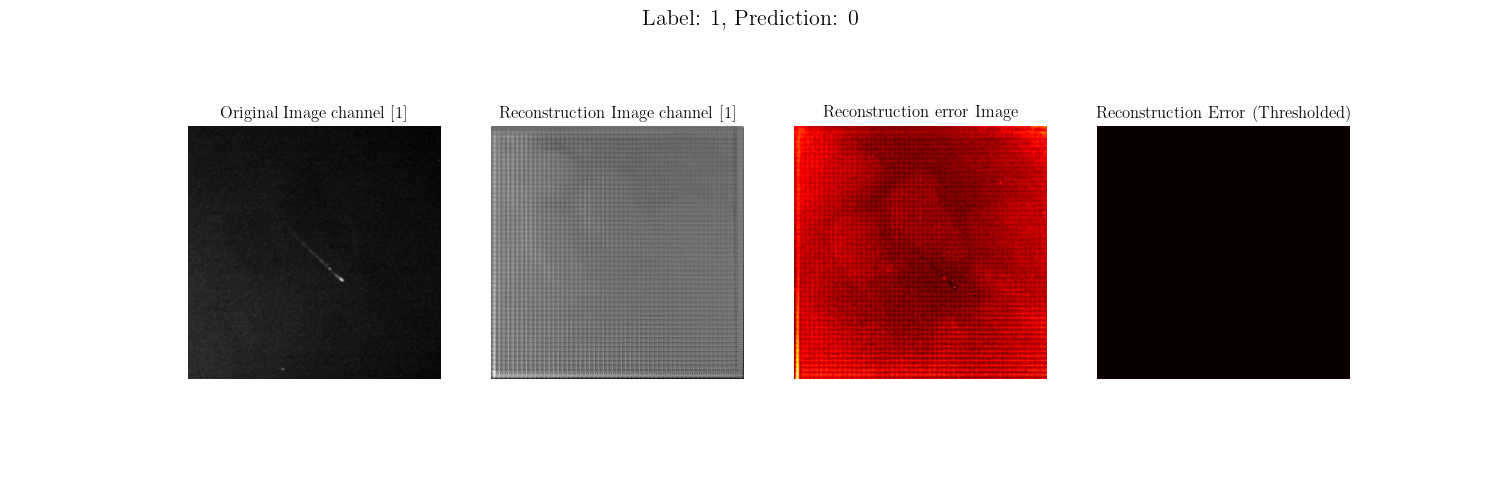 Label: 1, Prediction: 0
Original Image channel [1]
Reconstruction Image channel [1]
Reconstruction error Image
Reconstruction Error (Thresholded)